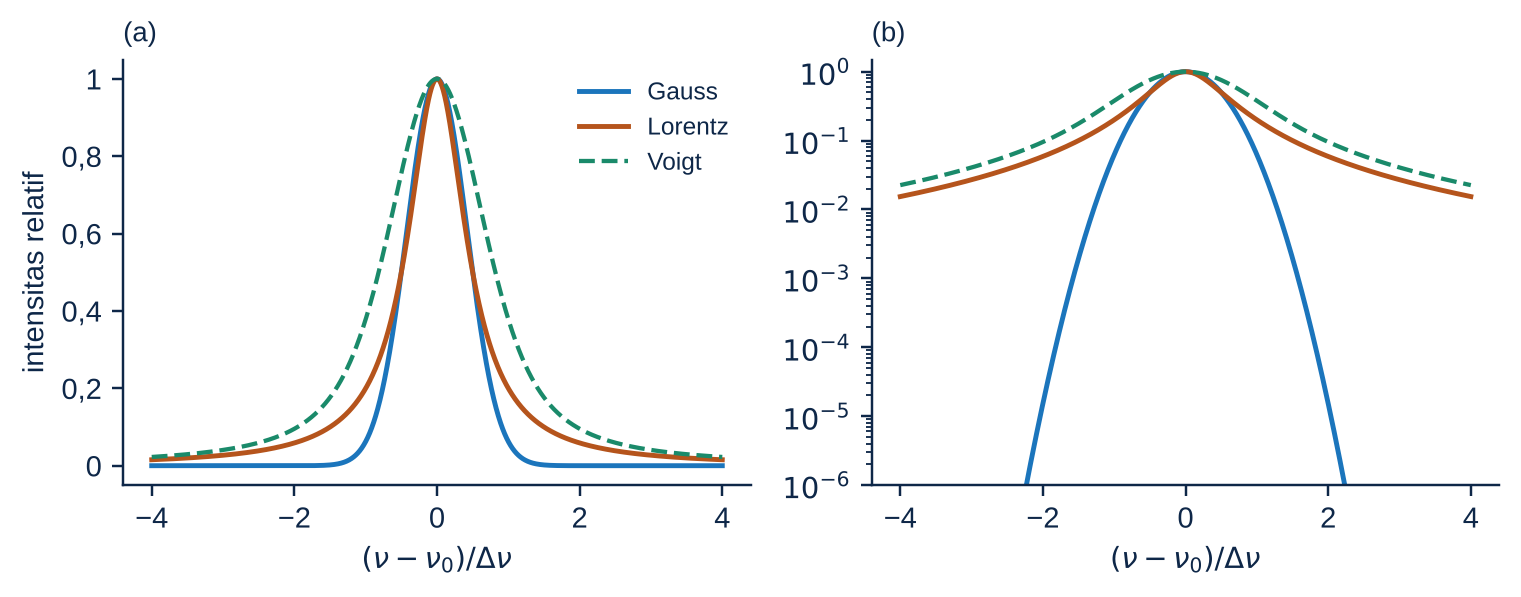 (a)
intensitas relatif
1
0,8
0,6
0,4
0,2
0
−4 −2 0 2 4
(ν − ν₀)/Δν
Gauss
Lorentz
Voigt
(b)
10⁰
10⁻¹
10⁻²
10⁻³
10⁻⁴
10⁻⁵
10⁻⁶
−4 −2 0 2 4
(ν − ν₀)/Δν